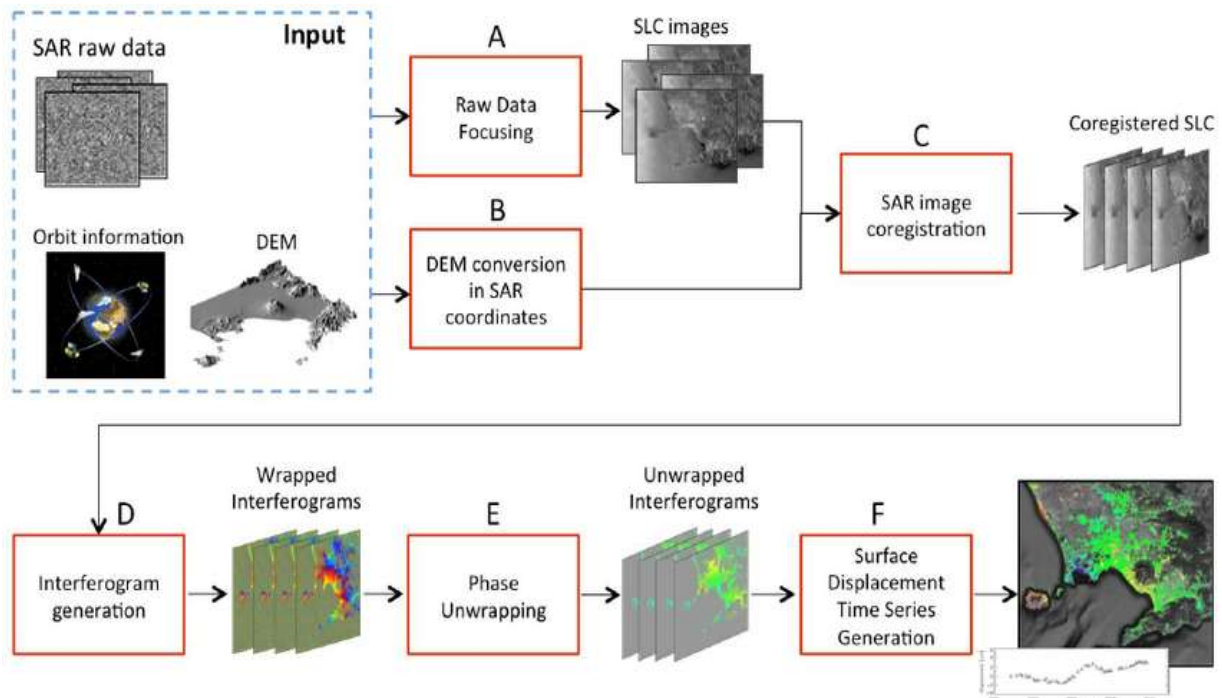 Input
SAR raw data
Orbit information
DEM
A
Raw Data
Focusing
SLC images
B
DEM conversion
in SAR
coordinates
C
SAR image
coregistration
Coregistered SLC
D
Interferogram
generation
Wrapped
Interferograms
E
Phase
Unwrapping
Unwrapped
Interferograms
F
Surface
Displacement
Time Series
Generation